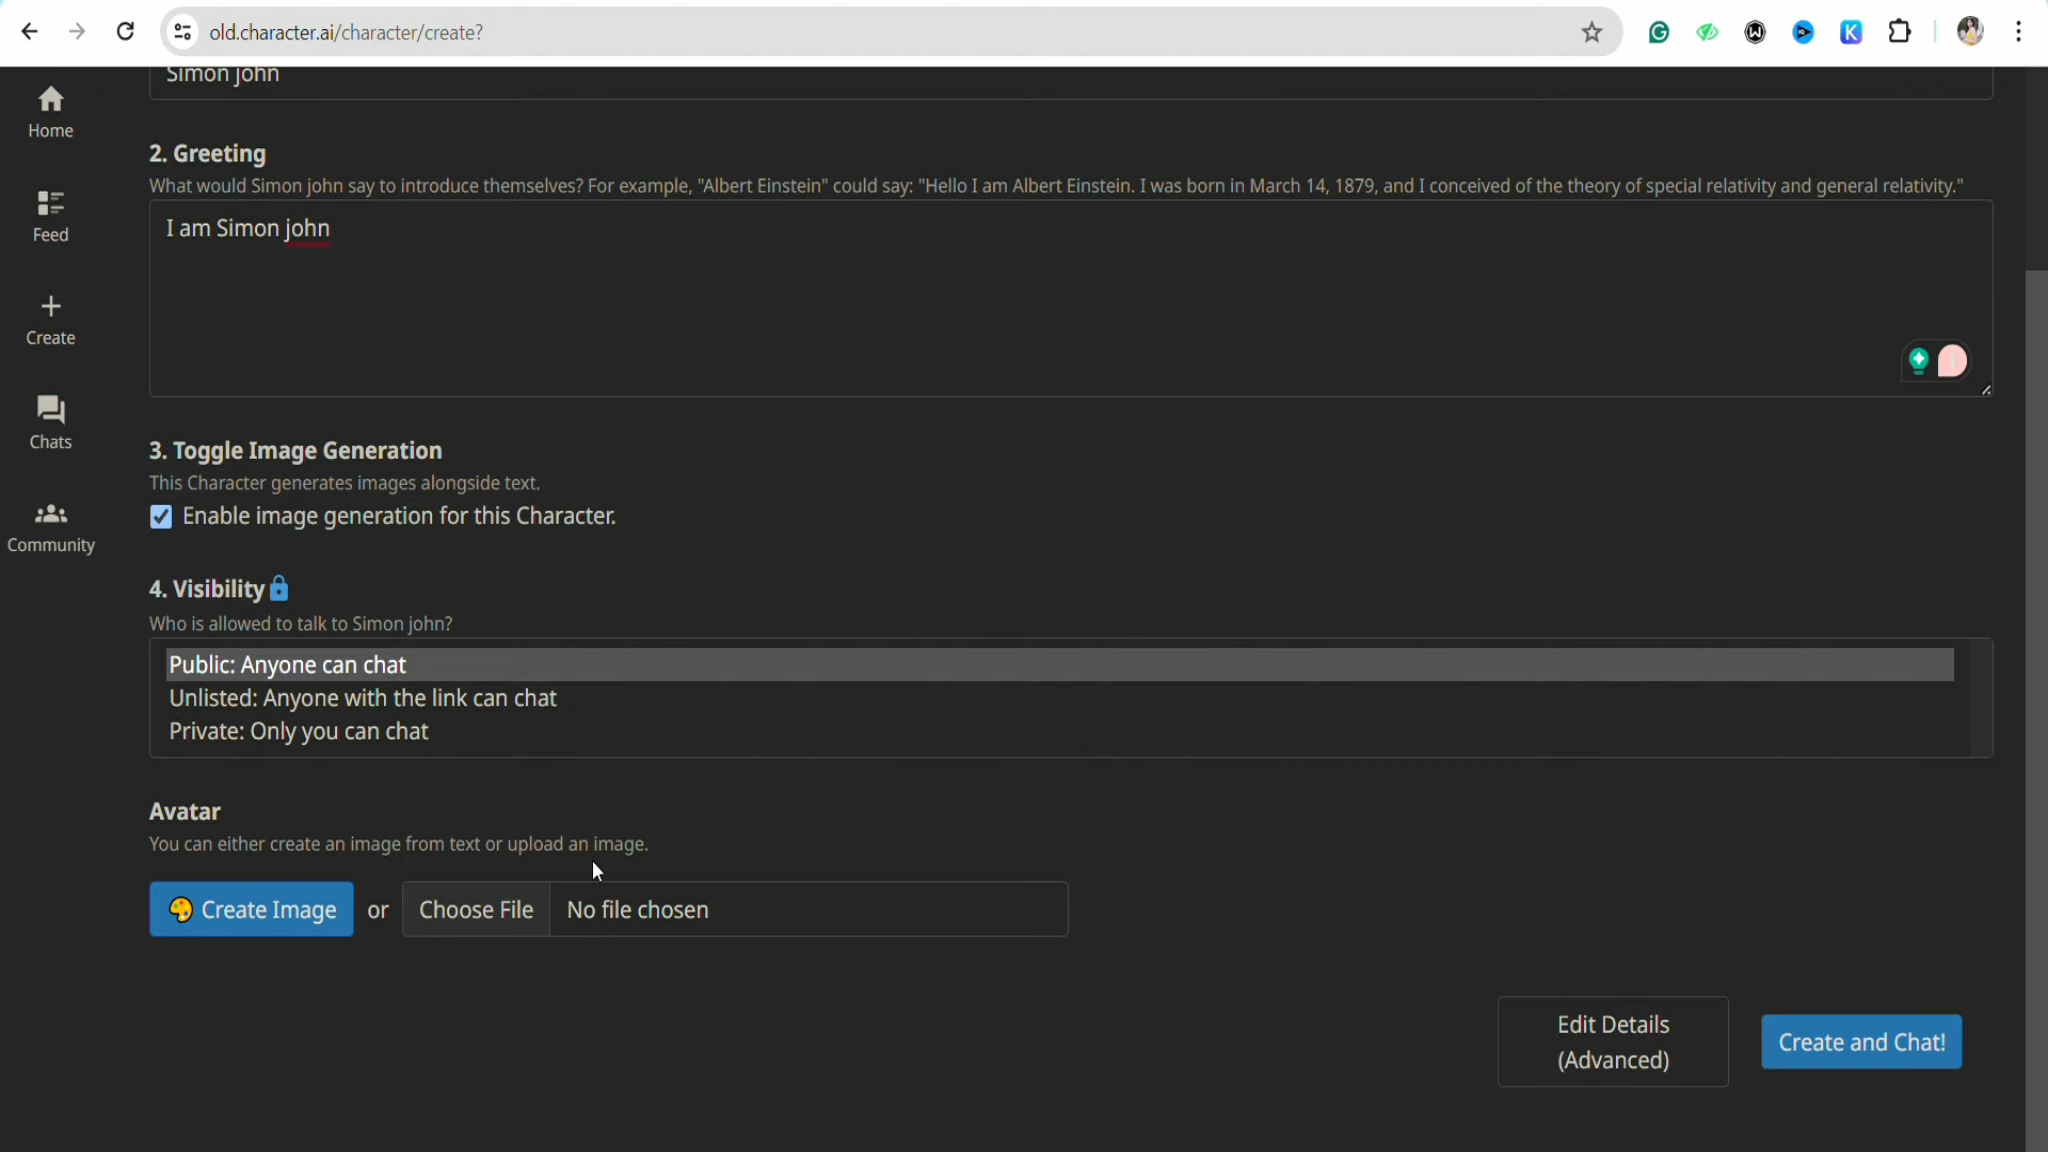 old.character.ai/character/create?
Simon john
Home
Feed
Create
Chats
Community
2. Greeting
What would Simon john say to introduce themselves? For example, "Albert Einstein" could say: "Hello I am Albert Einstein. I was born in March 14, 1879, and I conceived of the theory of special relativity and general relativity."
I am Simon john
3. Toggle Image Generation
This Character generates images alongside text.
Enable image generation for this Character.
4. Visibility
Who is allowed to talk to Simon john?
Public: Anyone can chat
Unlisted: Anyone with the link can chat
Private: Only you can chat
Avatar
You can either create an image from text or upload an image.
Create Image or Choose File No file chosen
Edit Details
(Advanced)
Create and Chat!